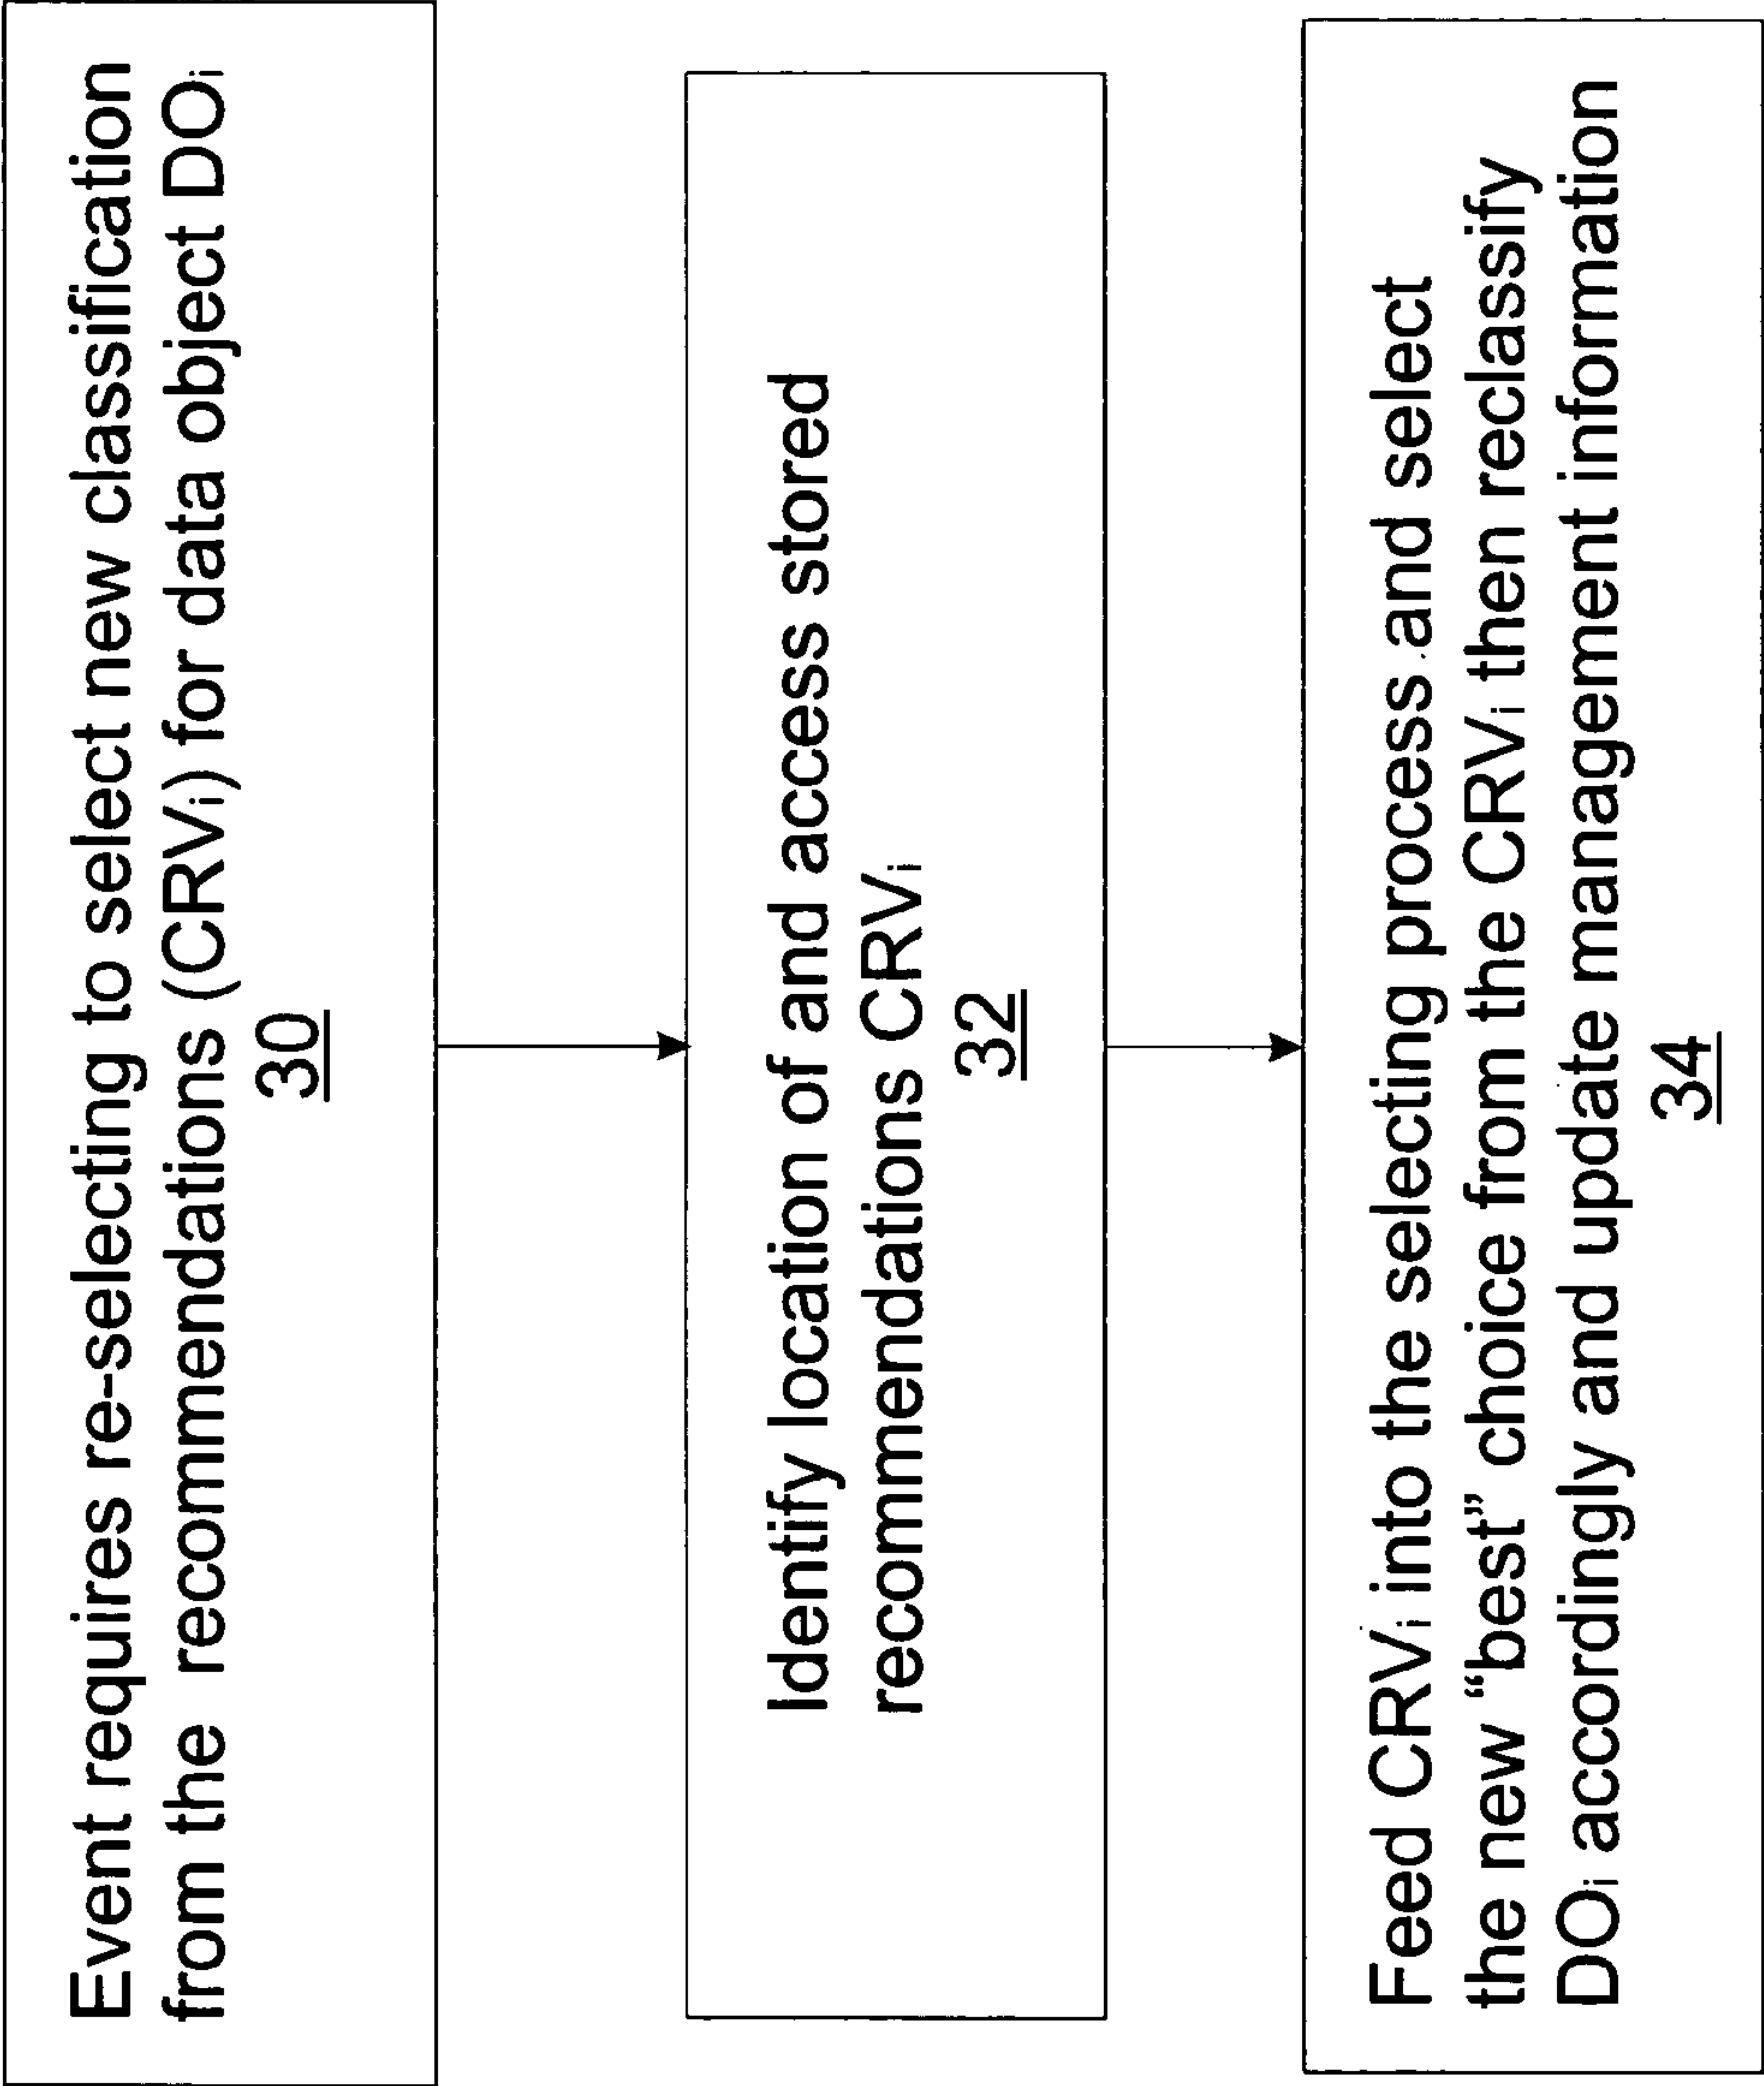 Event requires re-selecting to select new classification
from the recommendations (CRVi) for data object DOi
30
Identify location of and access stored
recommendations CRVi
32
Feed CRVi into the selecting process and select
the new “best” choice from the CRVi then reclassify
DOi accordingly and update management information
34